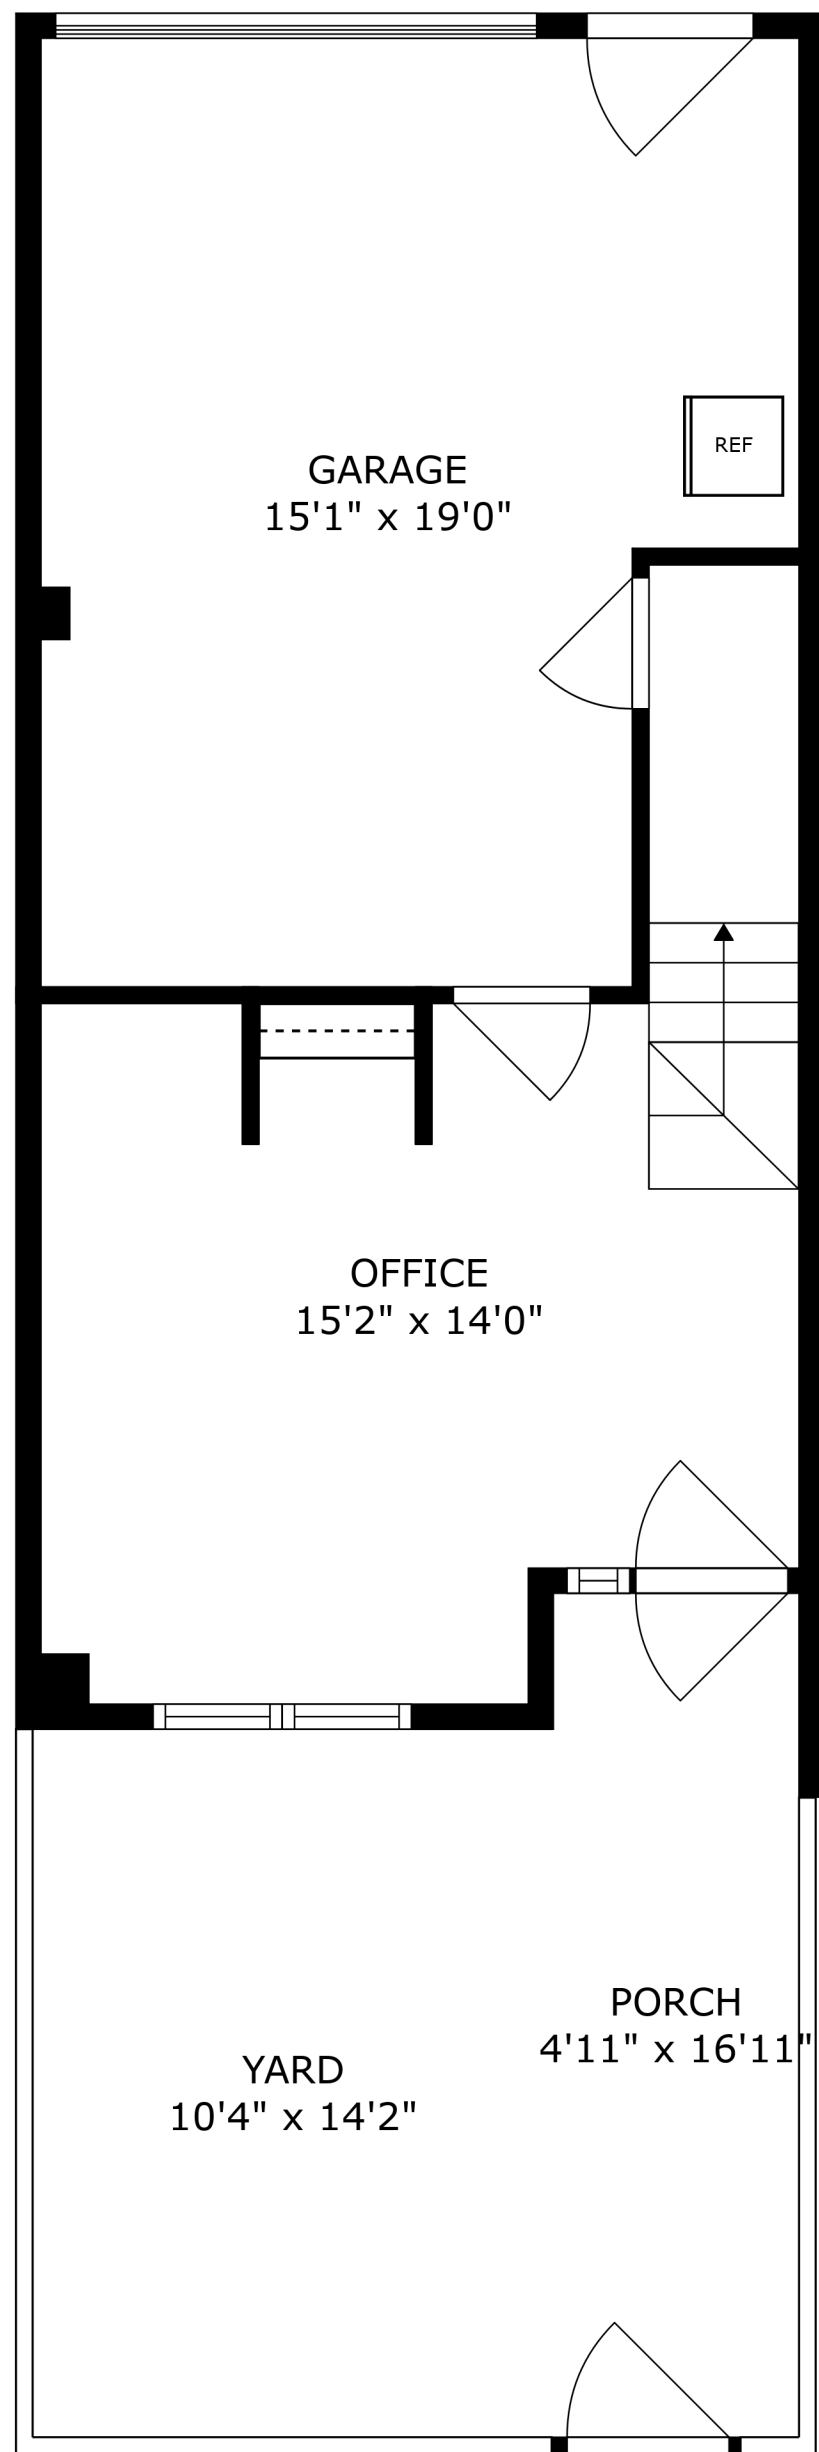 REF
GARAGE
15'1" x 19'0"
OFFICE
15'2" x 14'0"
PORCH
4'11" x 16'11"
YARD
10'4" x 14'2"